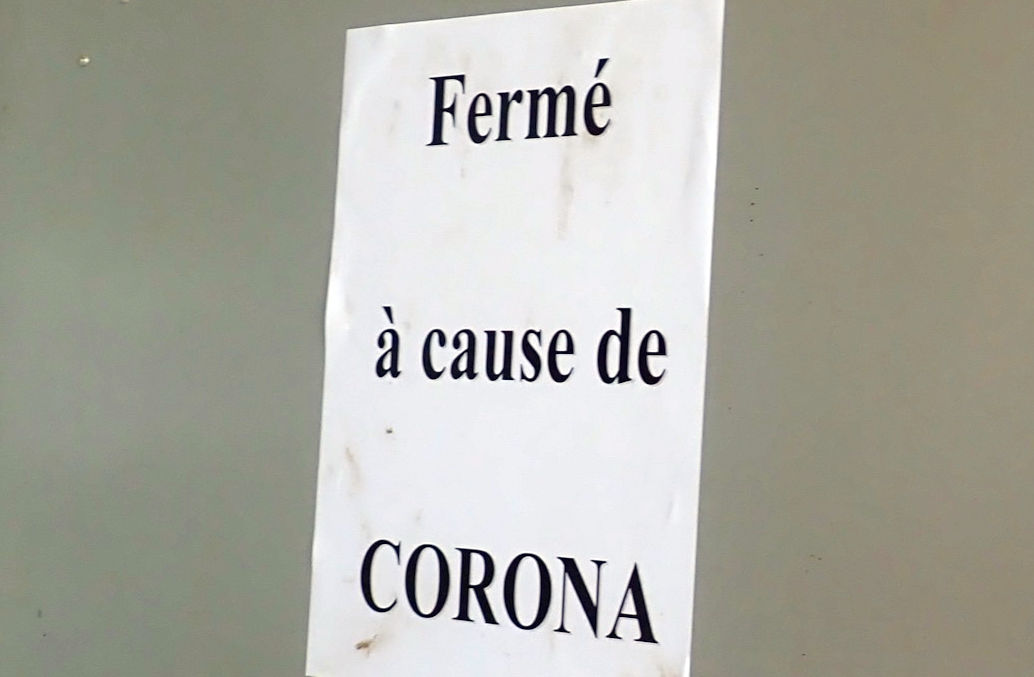 Fermé
à cause de
CORONA